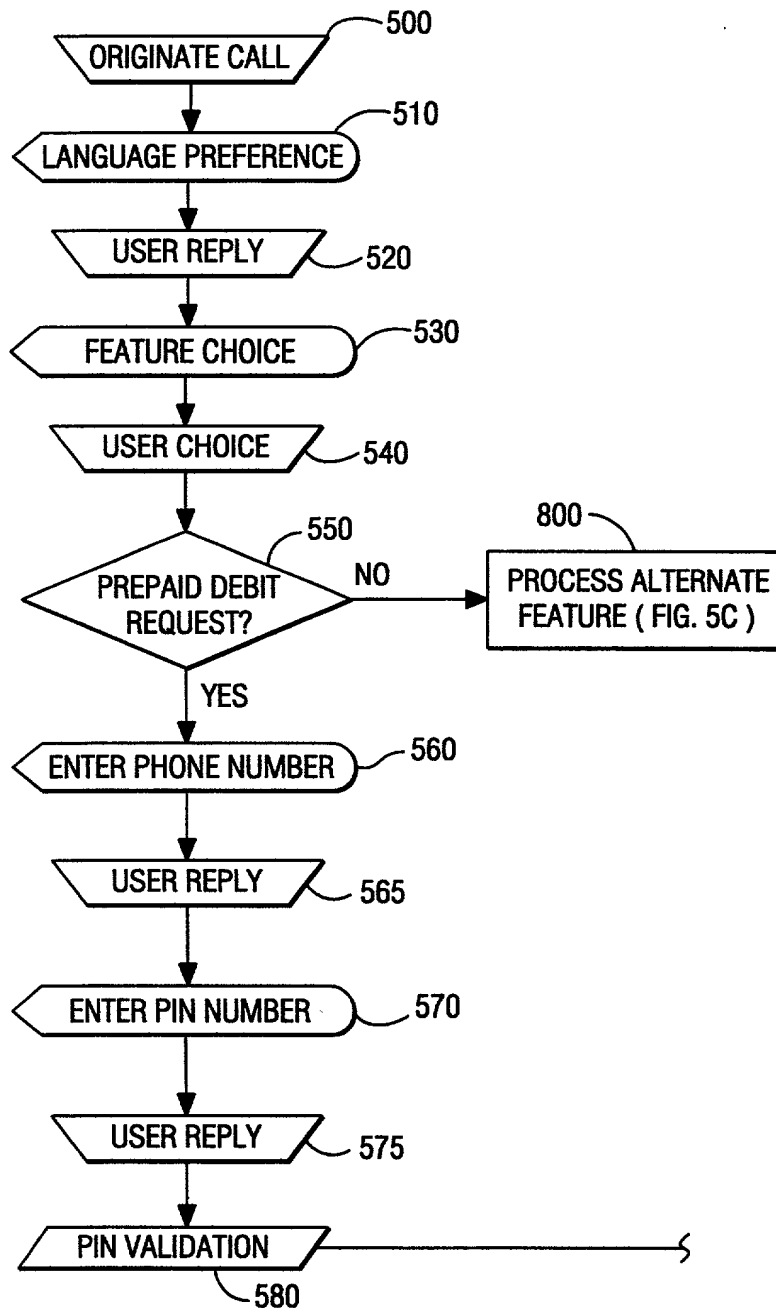 500
ORIGINATE CALL
510
LANGUAGE PREFERENCE
USER REPLY
520
530
FEATURE CHOICE
USER CHOICE
540
550
PREPAID DEBIT
REQUEST?
NO
800
PROCESS ALTERNATE
FEATURE ( FIG. 5C )
YES
ENTER PHONE NUMBER
560
USER REPLY
565
ENTER PIN NUMBER
570
USER REPLY
575
PIN VALIDATION
580